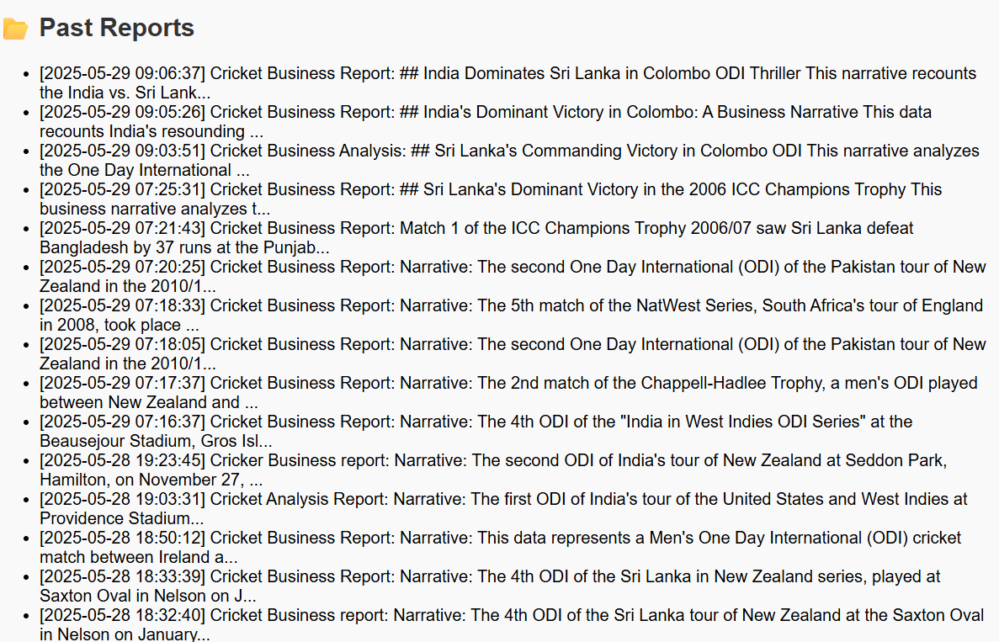 Past Reports
[2025-05-29 09:06:37] Cricket Business Report: ## India Dominates Sri Lanka in Colombo ODI Thriller This narrative recounts
the India vs. Sri Lank...
[2025-05-29 09:05:26] Cricket Business Report: ## India's Dominant Victory in Colombo: A Business Narrative This data
recounts India's resounding ...
[2025-05-29 09:03:51] Cricket Business Analysis: ## Sri Lanka's Commanding Victory in Colombo ODI This narrative analyzes
the One Day International ...
[2025-05-29 07:25:31] Cricket Business Report: ## Sri Lanka's Dominant Victory in the 2006 ICC Champions Trophy This
business narrative analyzes t...
[2025-05-29 07:21:43] Cricket Business Report: Match 1 of the ICC Champions Trophy 2006/07 saw Sri Lanka defeat
Bangladesh by 37 runs at the Punjab...
[2025-05-29 07:20:25] Cricket Business Report: Narrative: The second One Day International (ODI) of the Pakistan tour of New
Zealand in the 2010/1...
[2025-05-29 07:18:33] Cricket Business Report: Narrative: The 5th match of the NatWest Series, South Africa's tour of England
in 2008, took place ...
[2025-05-29 07:18:05] Cricket Business Report: Narrative: The second One Day International (ODI) of the Pakistan tour of New
Zealand in the 2010/1...
[2025-05-29 07:17:37] Cricket Business Report: Narrative: The 2nd match of the Chappell-Hadlee Trophy, a men's ODI played
between New Zealand and ...
[2025-05-29 07:16:37] Cricket Business Report: Narrative: The 4th ODI of the "India in West Indies ODI Series" at the
Beausejour Stadium, Gros Isl...
[2025-05-28 19:23:45] Cricker Business report: Narrative: The second ODI of India's tour of New Zealand at Seddon Park,
Hamilton, on November 27, ...
[2025-05-28 19:03:31] Cricket Analysis Report: Narrative: The first ODI of India's tour of the United States and West Indies at
Providence Stadium...
[2025-05-28 18:50:12] Cricket Business Report: Narrative: This data represents a Men's One Day International (ODI) cricket
match between Ireland a...
[2025-05-28 18:33:39] Cricket Business Report: Narrative: The 4th ODI of the Sri Lanka in New Zealand series, played at
Saxton Oval in Nelson on J...
[2025-05-28 18:32:40] Cricket Business report: Narrative: The 4th ODI of the Sri Lanka tour of New Zealand at the Saxton Oval
in Nelson on January...